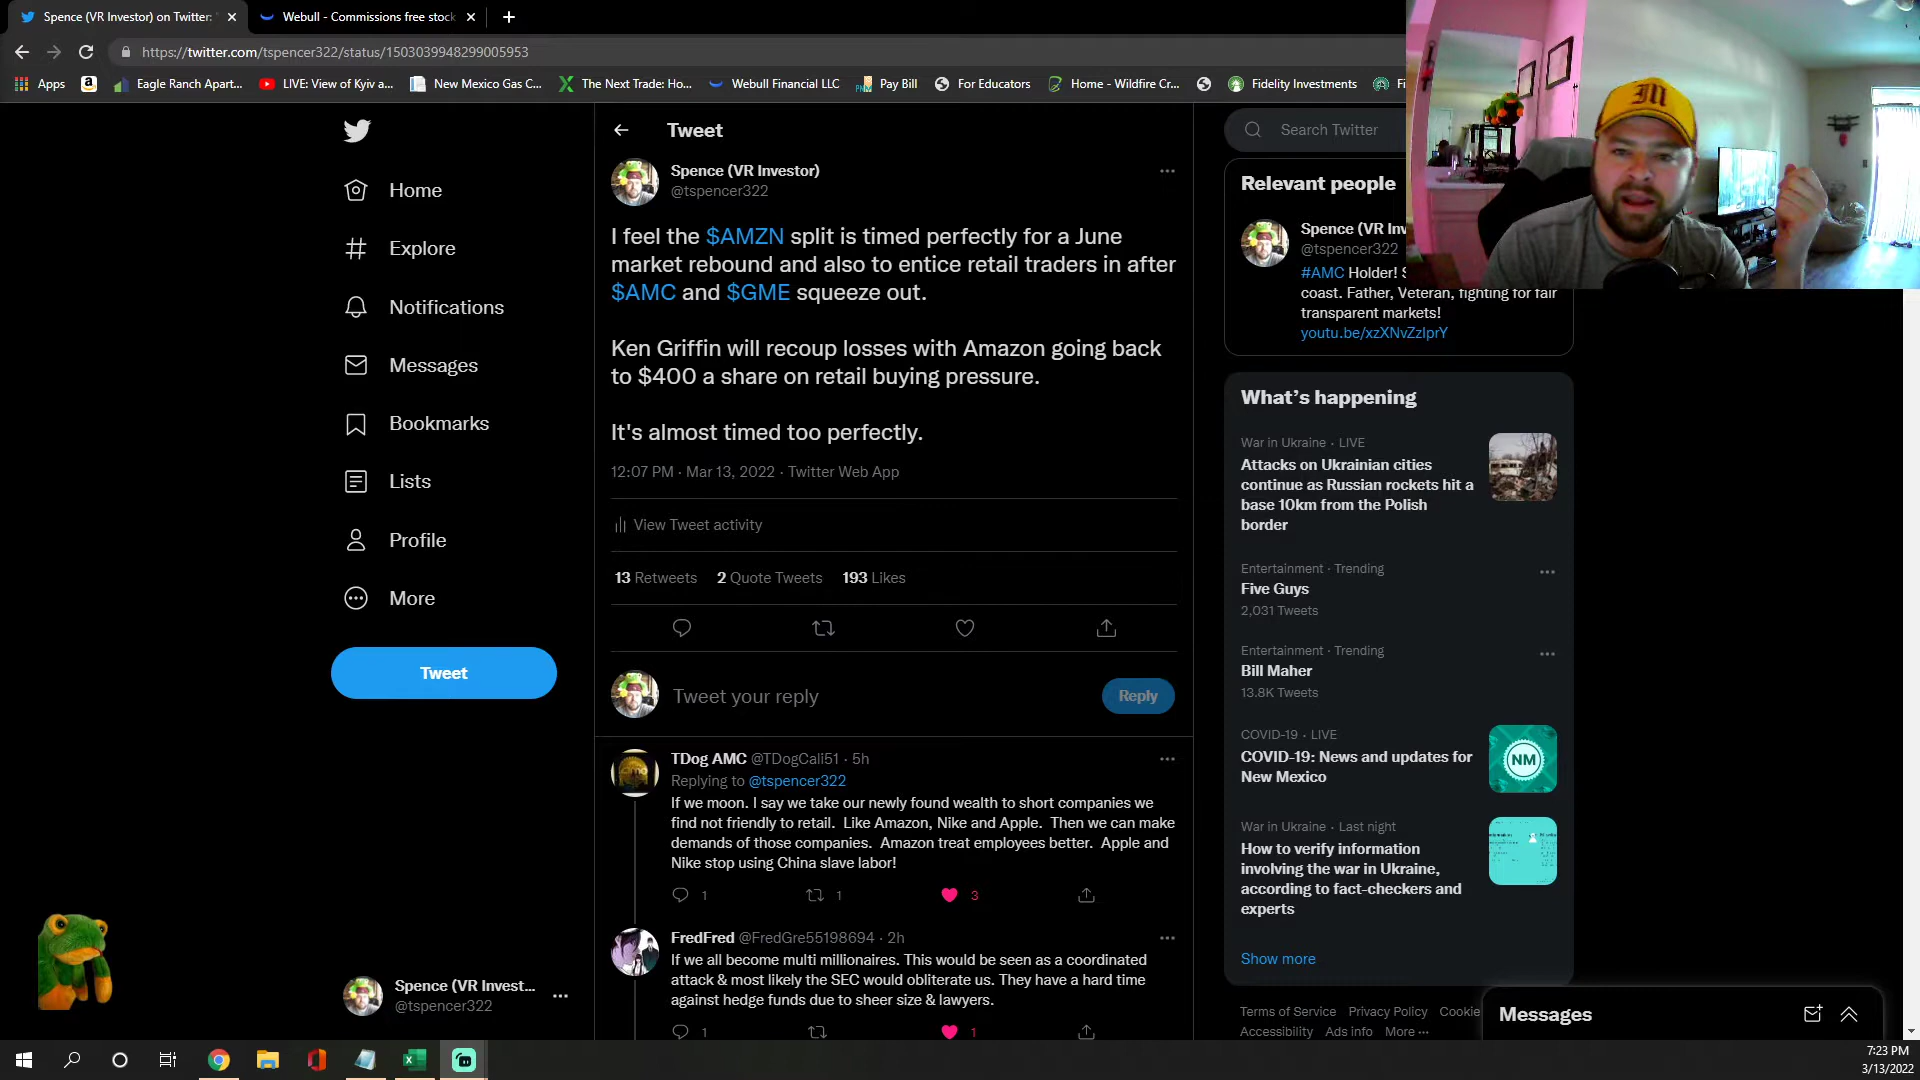 Spence (VR Investor) on Twitter: "
Webull - Commissions free stock
https://twitter.com/tspencer322/status/1503039948299005953
Apps
Eagle Ranch Apart...
LIVE: View of Kyiv a...
New Mexico Gas C...
The Next Trade: Ho...
Webull Financial LLC
Pay Bill
For Educators
Home - Wildfire Cr...
Fidelity Investments
Fi
Home
Explore
Notifications
Messages
Bookmarks
Lists
Profile
More
Tweet
Spence (VR Invest...
@tspencer322
Tweet
Spence (VR Investor)
@tspencer322
I feel the $AMZN split is timed perfectly for a June
market rebound and also to entice retail traders in after
$AMC and $GME squeeze out.
Ken Griffin will recoup losses with Amazon going back
to $400 a share on retail buying pressure.
It's almost timed too perfectly.
12:07 PM · Mar 13, 2022 · Twitter Web App
View Tweet activity
13 Retweets 2 Quote Tweets 193 Likes
Tweet your reply
Reply
TDog AMC @TDogCali51 · 5h
Replying to @tspencer322
If we moon. I say we take our newly found wealth to short companies we
find not friendly to retail. Like Amazon, Nike and Apple. Then we can make
demands of those companies. Amazon treat employees better. Apple and
Nike stop using China slave labor!
1 1 3
FredFred @FredGre55198694 · 2h
If we all become multi millionaires. This would be seen as a coordinated
attack & most likely the SEC would obliterate us. They have a hard time
against hedge funds due to sheer size & lawyers.
1 1
Search Twitter
Relevant people
Spence (VR Inv
@tspencer322
#AMC Holder! S
coast. Father, Veteran, fighting for fair
transparent markets!
youtu.be/xzXNvZzIprY
What's happening
War in Ukraine · LIVE
Attacks on Ukrainian cities
continue as Russian rockets hit a
base 10km from the Polish
border
Entertainment · Trending
Five Guys
2,031 Tweets
Entertainment · Trending
Bill Maher
13.8K Tweets
COVID-19 · LIVE
COVID-19: News and updates for
New Mexico
NM
War in Ukraine · Last night
How to verify information
involving the war in Ukraine,
according to fact-checkers and
experts
Show more
Terms of Service Privacy Policy Cookie
Accessibility Ads info More ···
Messages
7:23 PM
3/13/2022